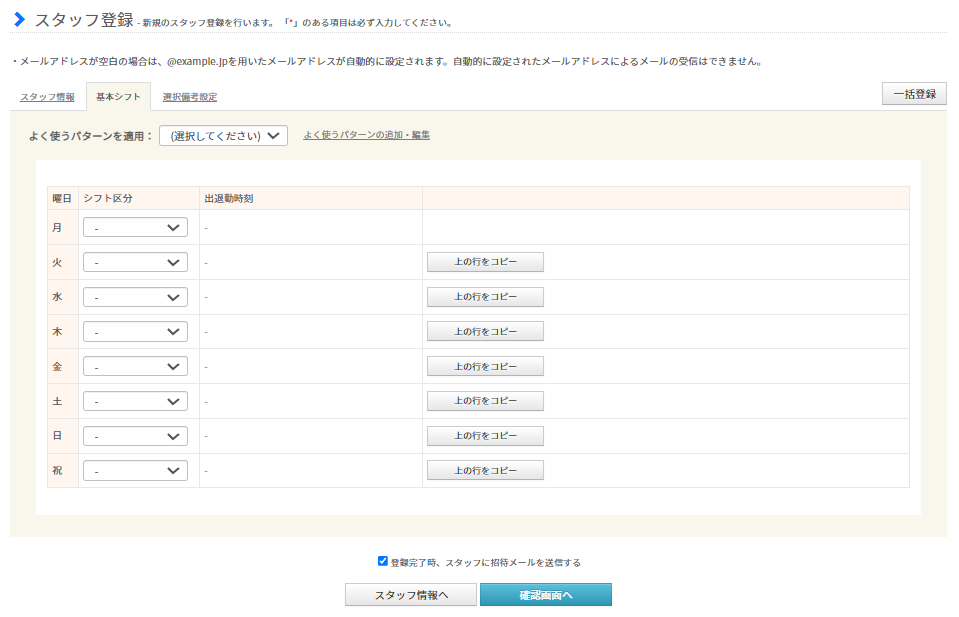 スタッフ登録 - 新規のスタッフ登録を行います。 「*」のある項目は必ず入力してください。
・メールアドレスが空白の場合は、@example.jpを用いたメールアドレスが自動的に設定されます。自動的に設定されたメールアドレスによるメールの受信はできません。
スタッフ情報 基本シフト 選択備考設定 一括登録
よく使うパターンを適用： (選択してください) よく使うパターンの追加・編集
曜日 シフト区分 出退勤時刻
月 - -
火 - - 上の行をコピー
水 - - 上の行をコピー
木 - - 上の行をコピー
金 - - 上の行をコピー
土 - - 上の行をコピー
日 - - 上の行をコピー
祝 - - 上の行をコピー
登録完了時、スタッフに招待メールを送信する
スタッフ情報へ 確認画面へ